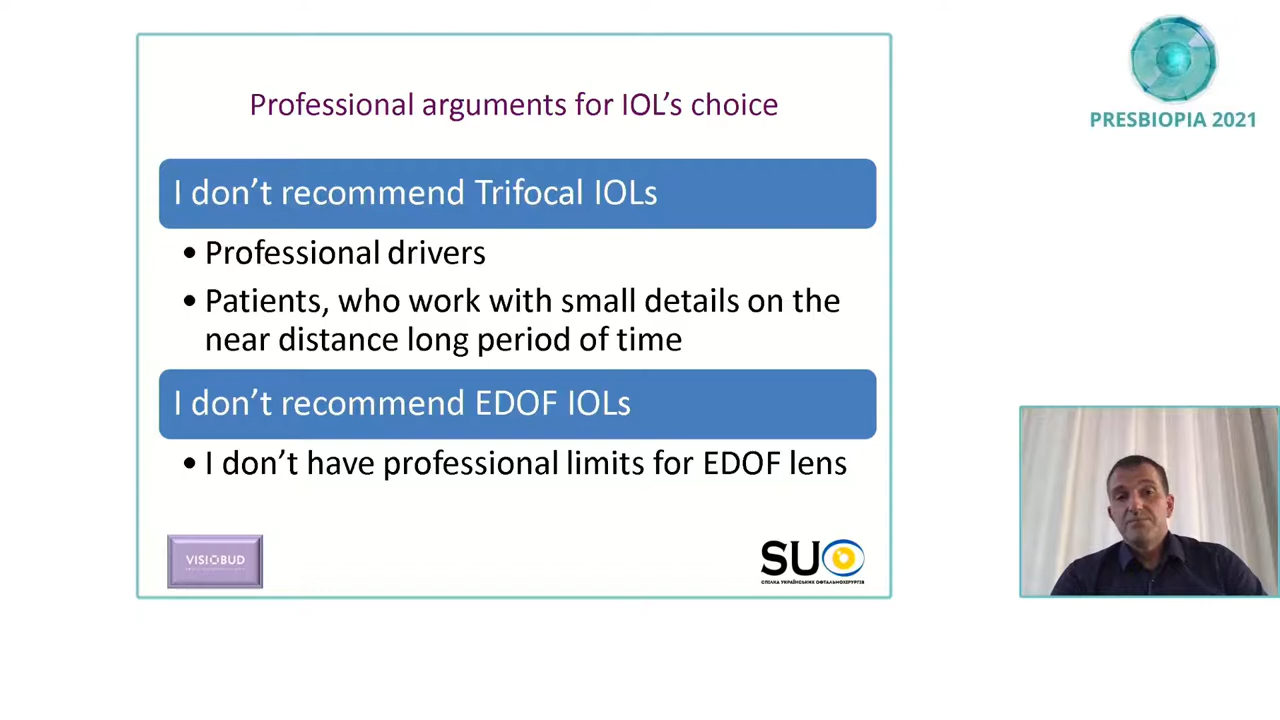 Professional arguments for IOL’s choice
I don’t recommend Trifocal IOLs
• Professional drivers
• Patients, who work with small details on the
near distance long period of time
I don’t recommend EDOF IOLs
• I don’t have professional limits for EDOF lens
VISIOBUD
SUO
СПІЛКА УКРАЇНСЬКИХ ОФТАЛЬМОХІРУРГІВ
PRESBIOPIA 2021